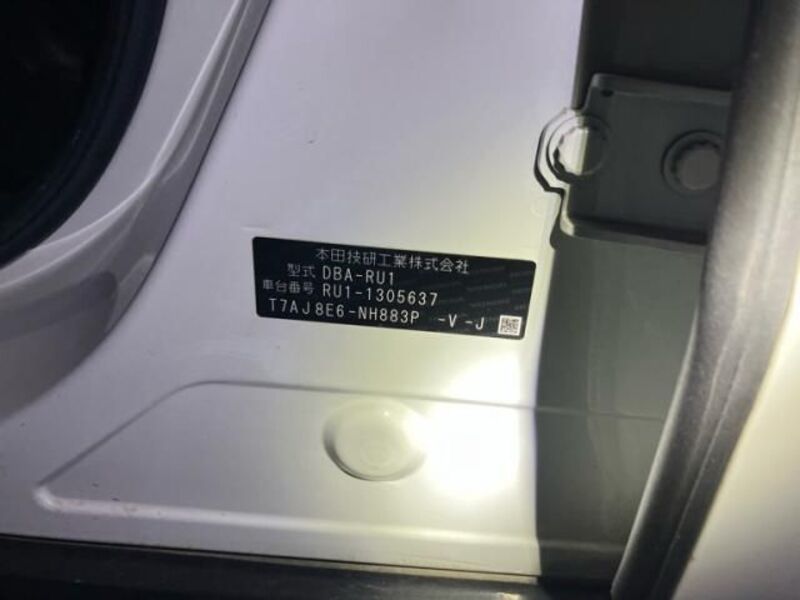 本田技研工業株式会社
型式 DBA-RU1
車台番号 RU1-1305637
T7AJ8E6-NH883P -V -J